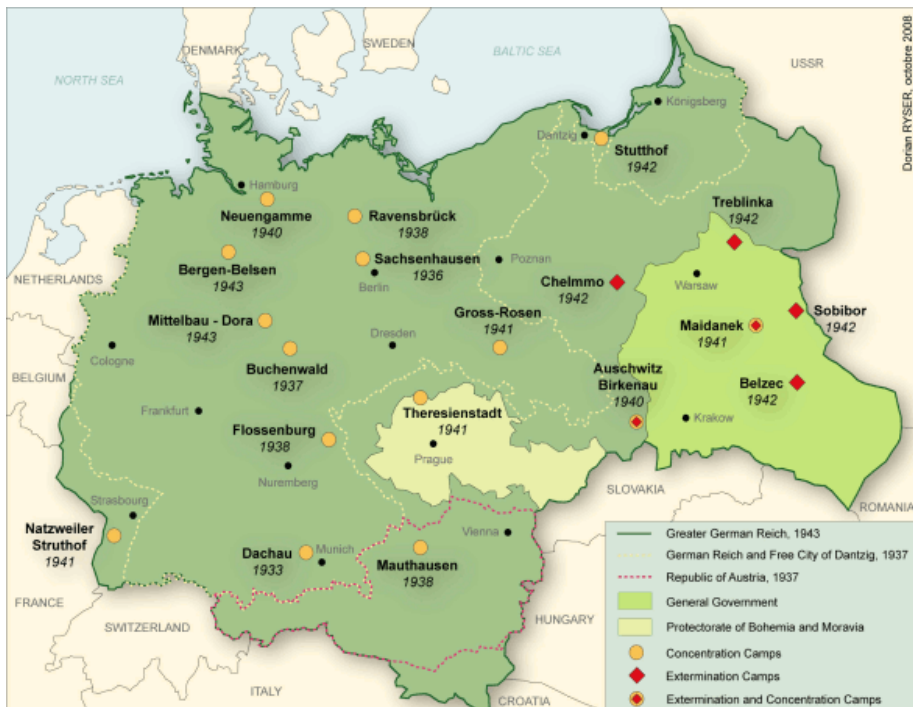 DENMARK
SWEDEN
BALTIC SEA
NORTH SEA
USSR
Dorian RYSER, octobre 2008
Königsberg
Dantzig
Stutthof
1942
Hamburg
Neuengamme
1940
Ravensbrück
1938
Treblinka
1942
Bergen-Belsen
1943
Sachsenhausen
1936
Berlin
Poznan
Chelmmo
1942
Warsaw
NETHERLANDS
Mittelbau - Dora
1943
Gross-Rosen
1941
Sobibor
1942
Maidanek
1941
Dresden
Cologne
Buchenwald
1937
Auschwitz
Birkenau
1940
Belzec
1942
BELGIUM
Frankfurt
Theresienstadt
1941
Krakow
Flossenburg
1938
Prague
Nuremberg
SLOVAKIA
ROMANIA
Strasbourg
Natzweiler
Struthof
1941
Vienna
Dachau
1933
Munich
Mauthausen
1938
FRANCE
SWITZERLAND
HUNGARY
ITALY
CROATIA
Greater German Reich, 1943
German Reich and Free City of Dantzig, 1937
Republic of Austria, 1937
General Government
Protectorate of Bohemia and Moravia
Concentration Camps
Extermination Camps
Extermination and Concentration Camps